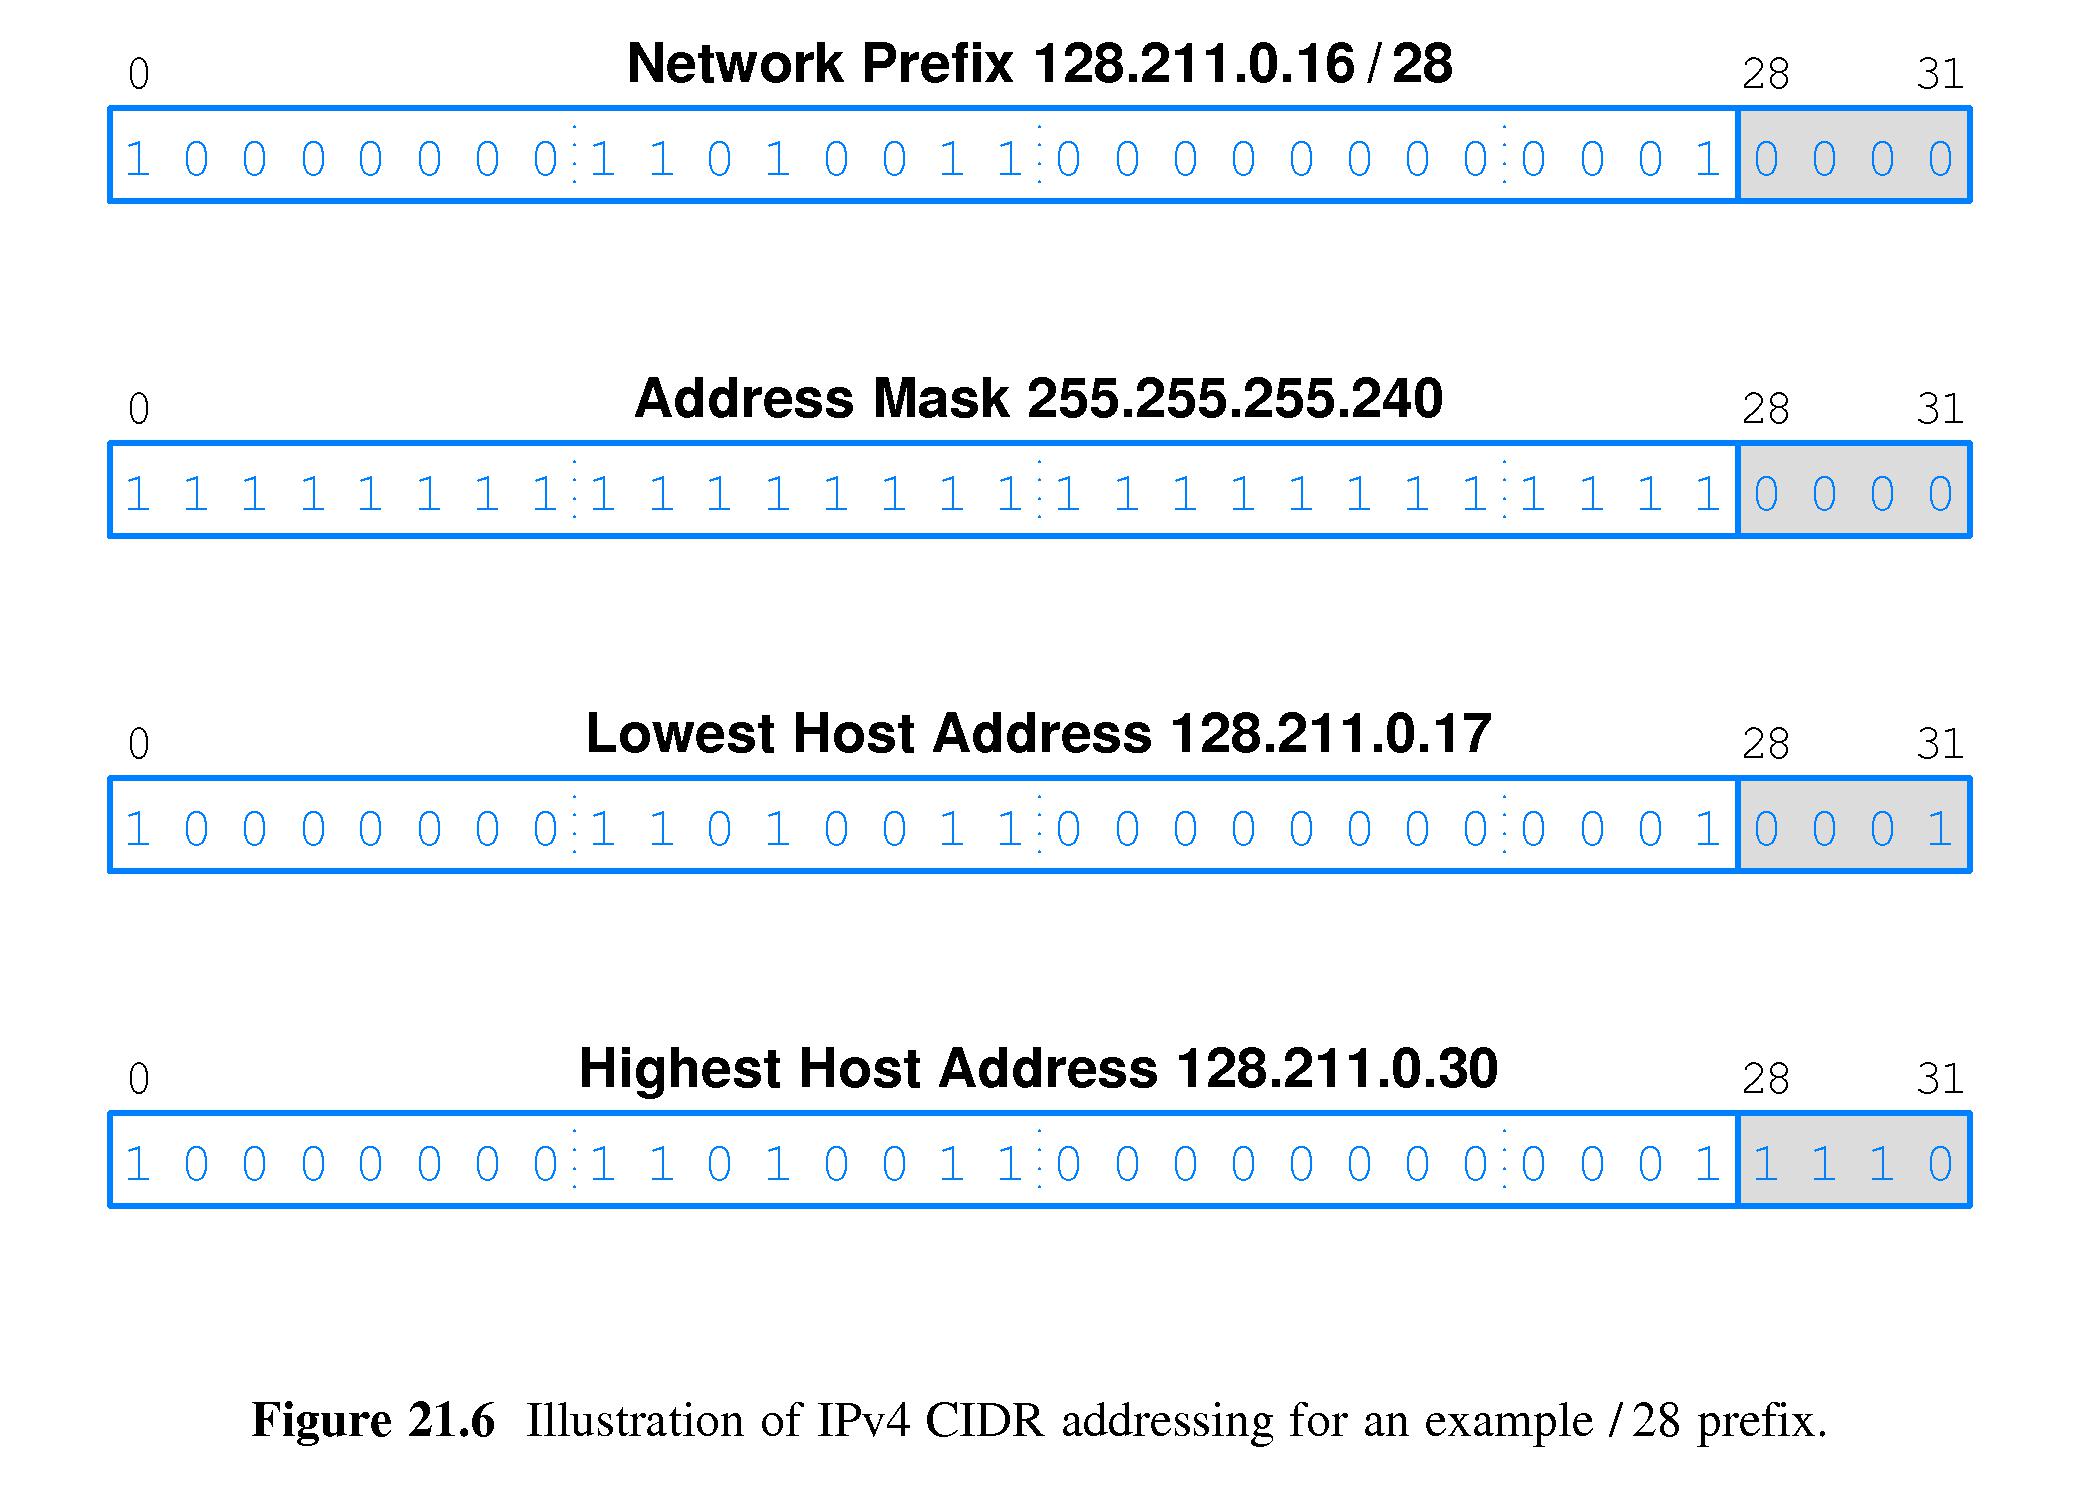 Network Prefix 128.211.0.16 / 28
0 28 31
1 0 0 0 0 0 0 0 1 1 0 1 0 0 1 1 0 0 0 0 0 0 0 0 0 0 0 1 0 0 0 0
Address Mask 255.255.255.240
0 28 31
1 1 1 1 1 1 1 1 1 1 1 1 1 1 1 1 1 1 1 1 1 1 1 1 1 1 1 1 0 0 0 0
Lowest Host Address 128.211.0.17
0 28 31
1 0 0 0 0 0 0 0 1 1 0 1 0 0 1 1 0 0 0 0 0 0 0 0 0 0 0 1 0 0 0 1
Highest Host Address 128.211.0.30
0 28 31
1 0 0 0 0 0 0 0 1 1 0 1 0 0 1 1 0 0 0 0 0 0 0 0 0 0 0 1 1 1 1 0
Figure 21.6 Illustration of IPv4 CIDR addressing for an example / 28 prefix.